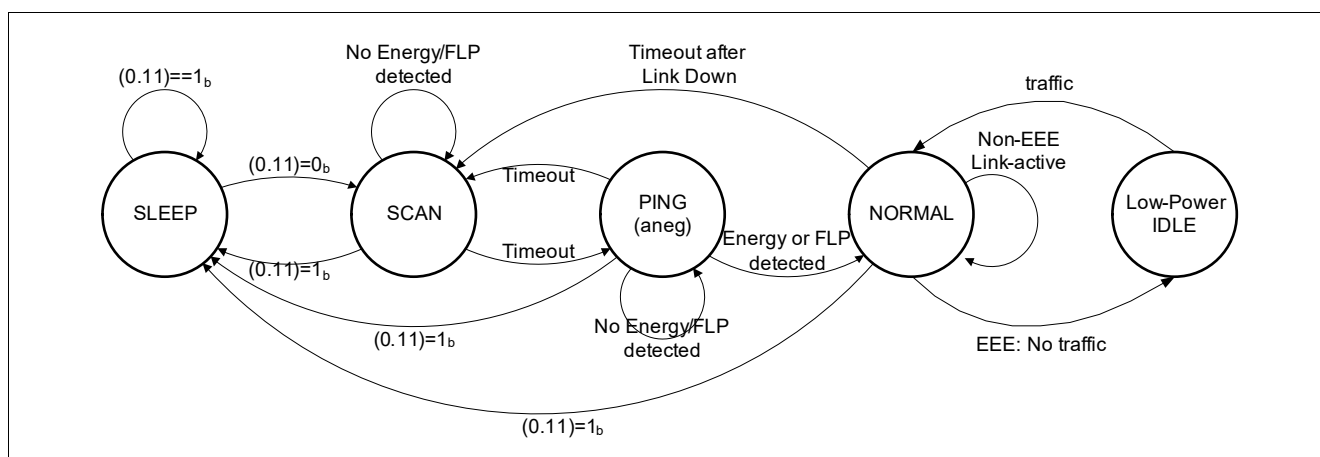 No Energy/FLP
detected
Timeout after
Link Down
(0.11)==1b
traffic
Non-EEE
Link-active
(0.11)=0b
Timeout
SLEEP
SCAN
PING
(aneg)
NORMAL
Low-Power
IDLE
Energy or FLP
detected
Timeout
(0.11)=1b
No Energy/FLP
detected
(0.11)=1b
EEE: No traffic
(0.11)=1b